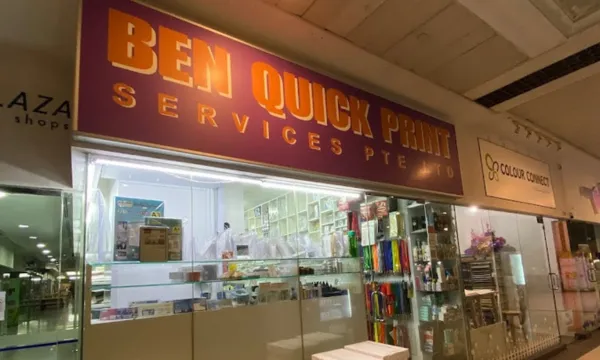 LAZA
shops
BEN QUICK PRINT
SERVICES PTE LTD
COLOUR CONNECT